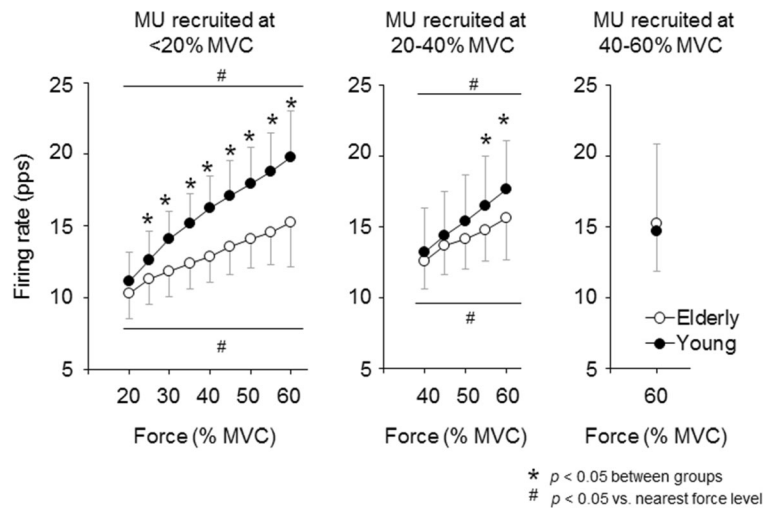 MU recruited at
<20% MVC
MU recruited at
20-40% MVC
MU recruited at
40-60% MVC
#
* * * * * * * *
#
Firing rate (pps)
25
20
15
10
5
20 30 40 50 60
Force (% MVC)
#
* *
#
25
20
15
10
5
40 50 60
Force (% MVC)
25
20
15
10
5
Elderly
Young
60
Force (% MVC)
* p < 0.05 between groups
# p < 0.05 vs. nearest force level